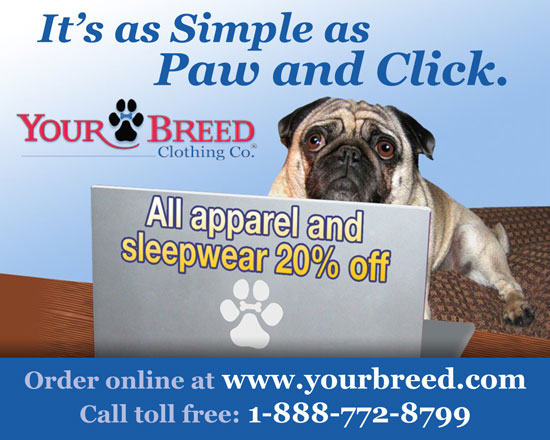 It's as Simple as
Paw and Click.
YOUR BREED
Clothing Co.®
All apparel and
sleepwear 20% off
Order online at www.yourbreed.com
Call toll free: 1-888-772-8799